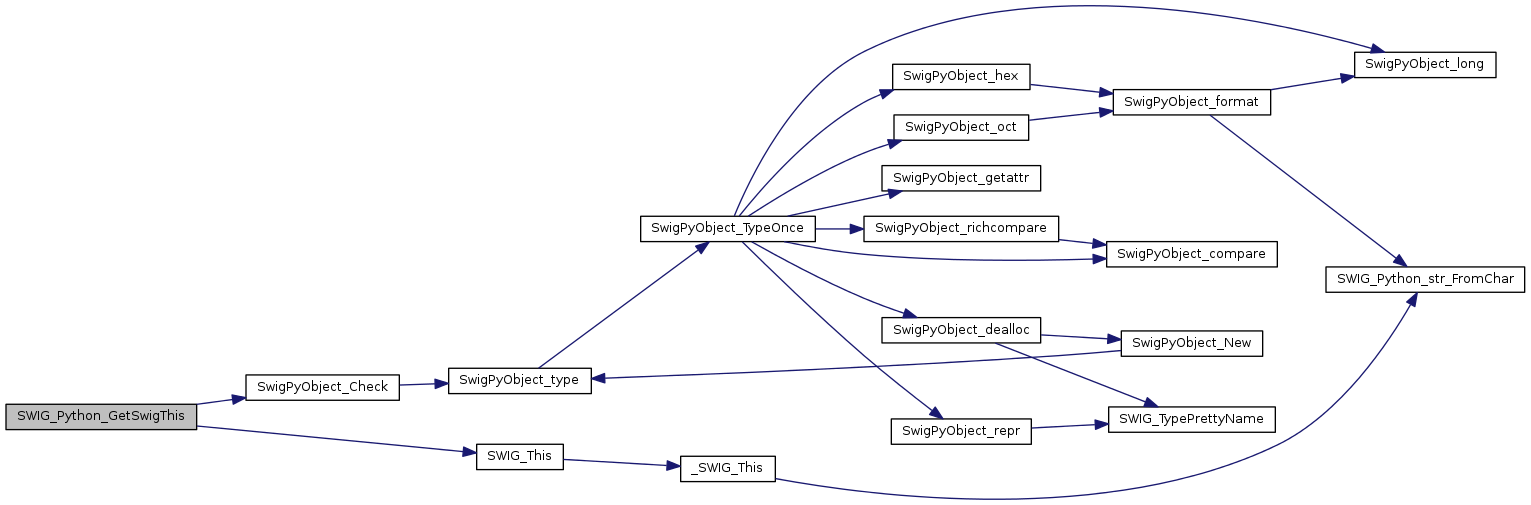 SwigPyObject_long
SwigPyObject_hex
SwigPyObject_format
SwigPyObject_oct
SwigPyObject_getattr
SwigPyObject_TypeOnce
SwigPyObject_richcompare
SwigPyObject_compare
SWIG_Python_str_FromChar
SwigPyObject_dealloc
SwigPyObject_New
SwigPyObject_type
SwigPyObject_Check
SWIG_Python_GetSwigThis
SWIG_TypePrettyName
SwigPyObject_repr
SWIG_This
_SWIG_This